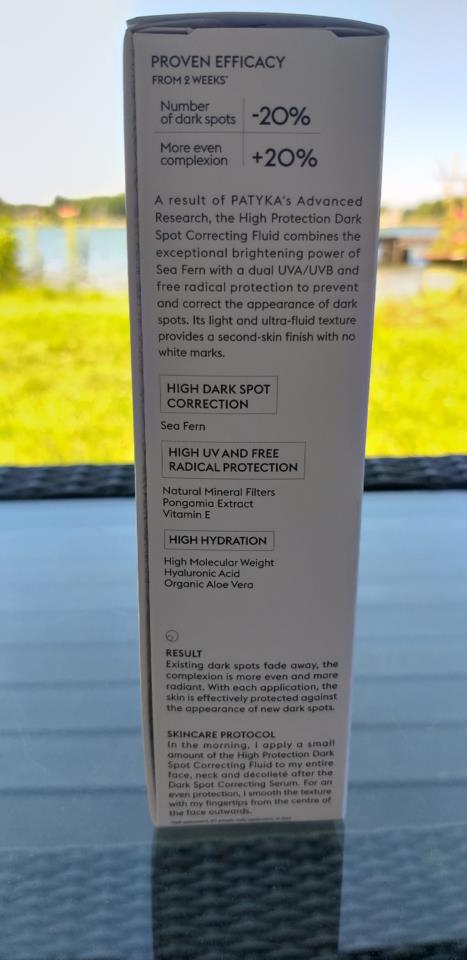 PROVEN EFFICACY
FROM 2 WEEKS*
Number
of dark spots -20%
More even
complexion +20%
A result of PATYKA's Advanced
Research, the High Protection Dark
Spot Correcting Fluid combines the
exceptional brightening power of
Sea Fern with a dual UVA/UVB and
free radical protection to prevent
and correct the appearance of dark
spots. Its light and ultra-fluid texture
provides a second-skin finish with no
white marks.
HIGH DARK SPOT
CORRECTION
Sea Fern
HIGH UV AND FREE
RADICAL PROTECTION
Natural Mineral Filters
Pongamia Extract
Vitamin E
HIGH HYDRATION
High Molecular Weight
Hyaluronic Acid
Organic Aloe Vera
RESULT
Existing dark spots fade away, the
complexion is more even and more
radiant. With each application, the
skin is effectively protected against
the appearance of new dark spots.
SKINCARE PROTOCOL
In the morning, I apply a small
amount of the High Protection Dark
Spot Correcting Fluid to my entire
face, neck and décolleté after the
Dark Spot Correcting Serum. For an
even protection, I smooth the texture
with my fingertips from the centre of
the face outwards.